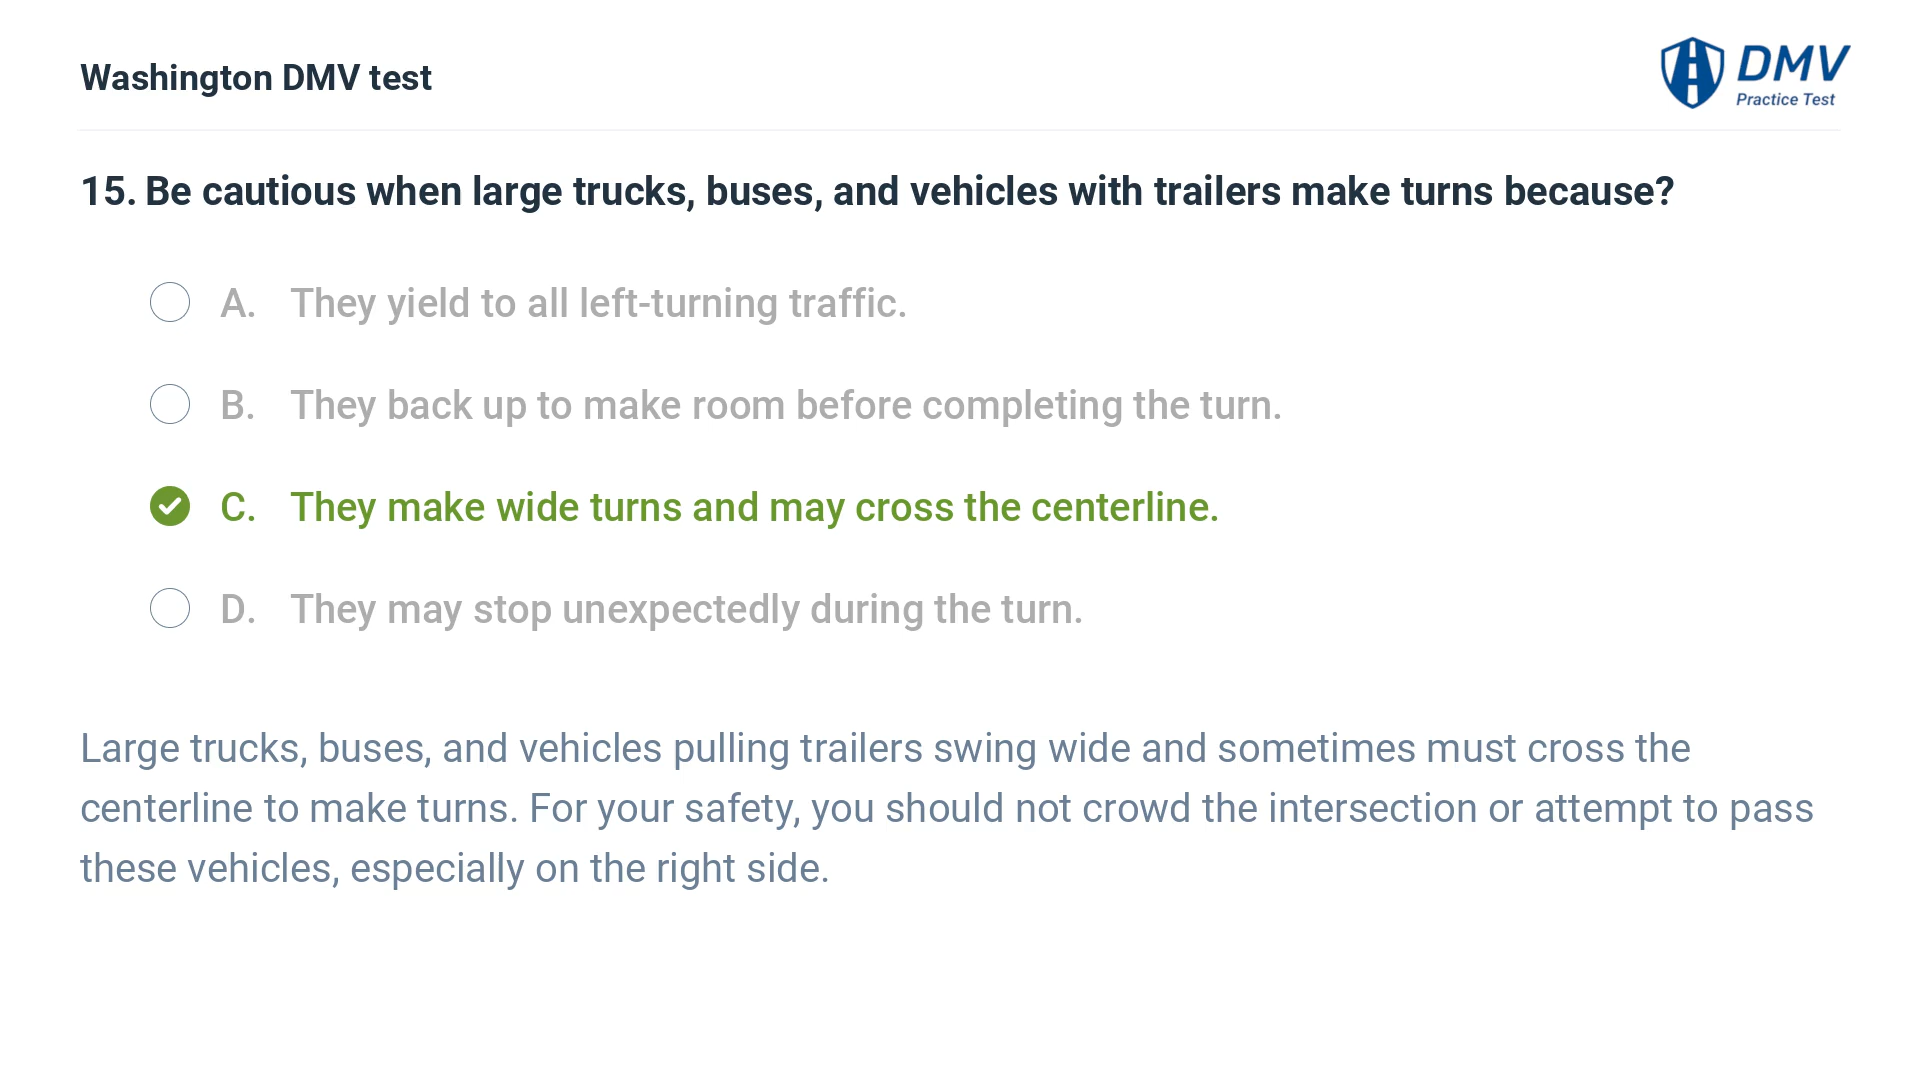 Washington DMV test
DMV
Practice Test
15. Be cautious when large trucks, buses, and vehicles with trailers make turns because?
A. They yield to all left-turning traffic.
B. They back up to make room before completing the turn.
C. They make wide turns and may cross the centerline.
D. They may stop unexpectedly during the turn.
Large trucks, buses, and vehicles pulling trailers swing wide and sometimes must cross the
centerline to make turns. For your safety, you should not crowd the intersection or attempt to pass
these vehicles, especially on the right side.